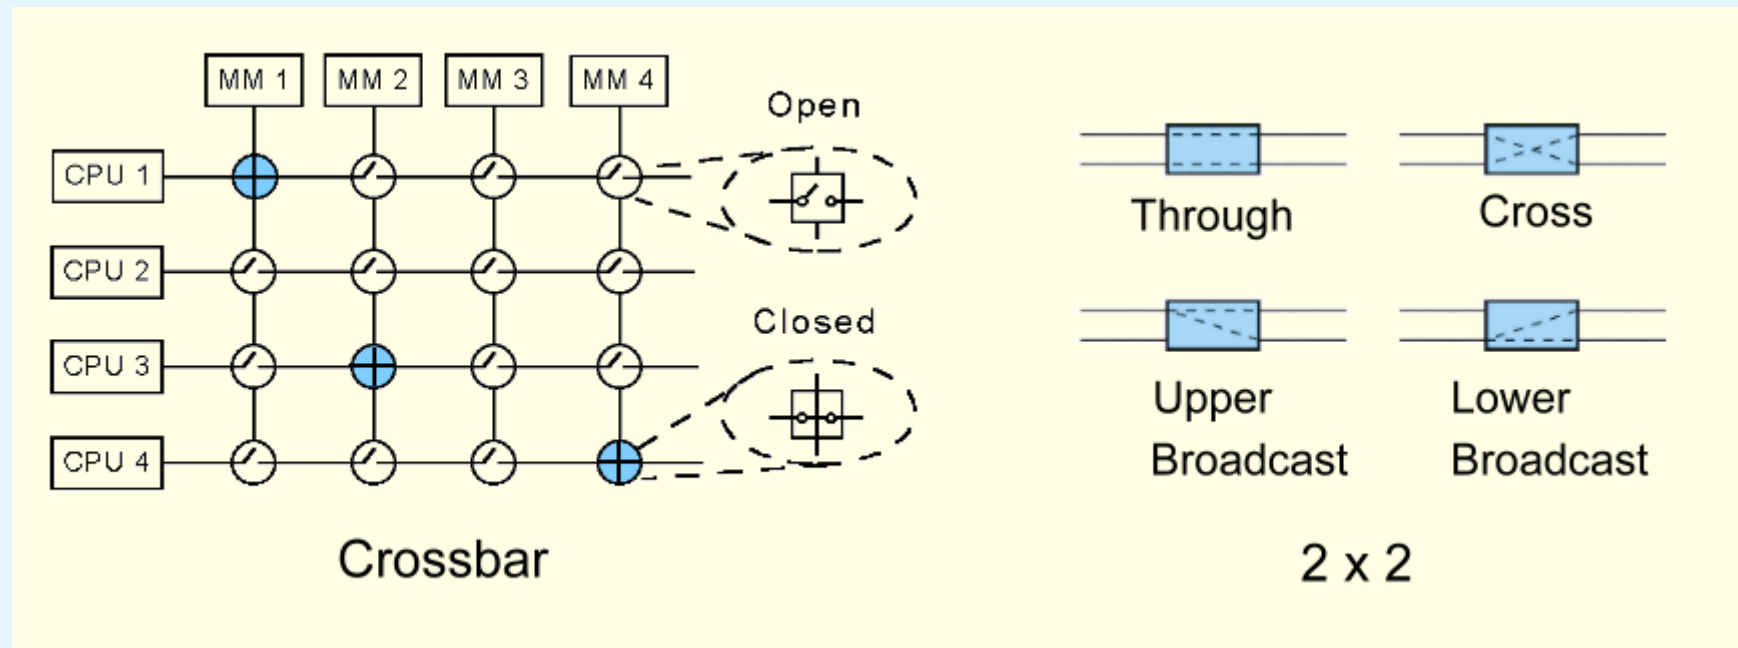 MM 1
MM 2
MM 3
MM 4
Open
CPU 1
CPU 2
CPU 3
CPU 4
Closed
Crossbar
Through
Cross
Upper
Broadcast
Lower
Broadcast
2 x 2